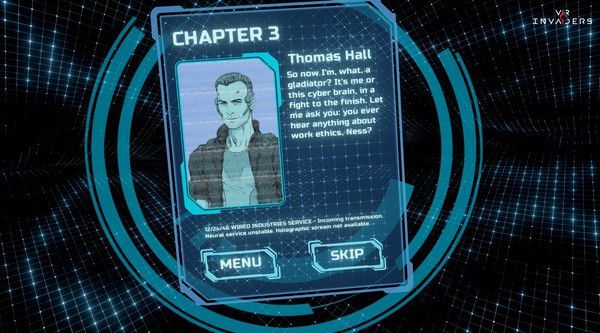 VR
INVADERS
CHAPTER 3
Thomas Hall
So now I'm, what, a
gladiator? It's me or
this cyber brain, in a
fight to the finish. Let
me ask you: you ever
hear anything about
work ethics, Ness?
12/24/46 WIRED INDUSTRIES SERVICE - Incoming transmission.
Neural service unstable. Holographic stream not available.
MENU
SKIP